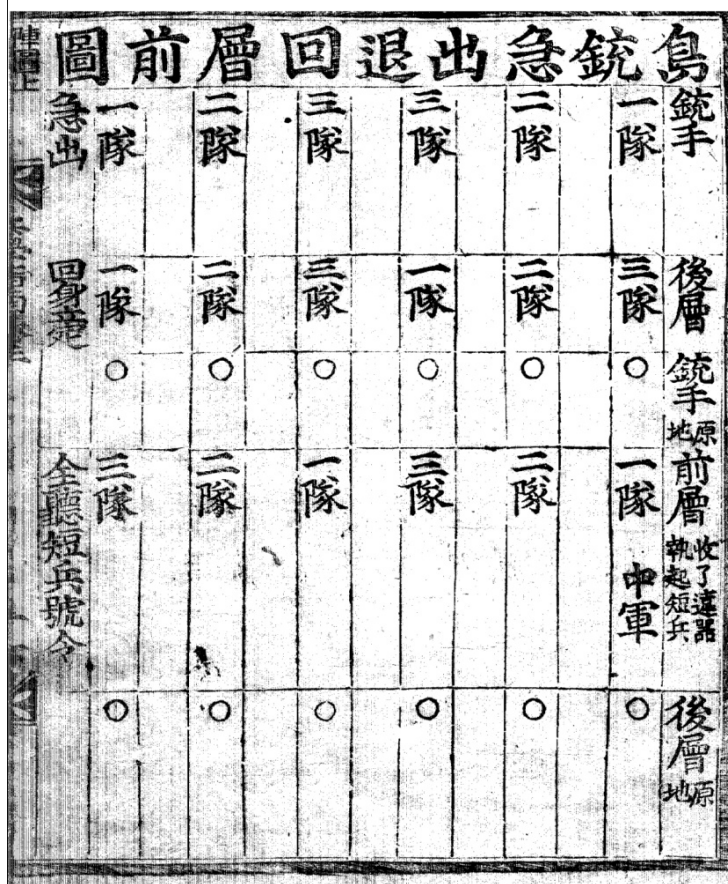 鳥銃急出退回層前圖
銃手
後層
銃手
原地
前層
收了遠器
執起短兵
後層
原地
一隊
三隊
○
一隊
中軍
○
二隊
二隊
○
二隊
○
三隊
一隊
○
三隊
○
三隊
三隊
○
一隊
○
二隊
二隊
○
二隊
○
一隊
一隊
○
三隊
○
急出
回身立定
全聽短兵號令